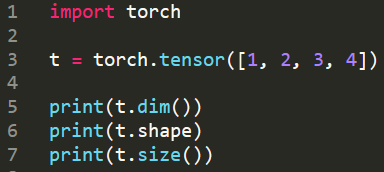 1 import torch
2
3 t = torch.tensor([1, 2, 3, 4])
4
5 print(t.dim())
6 print(t.shape)
7 print(t.size())